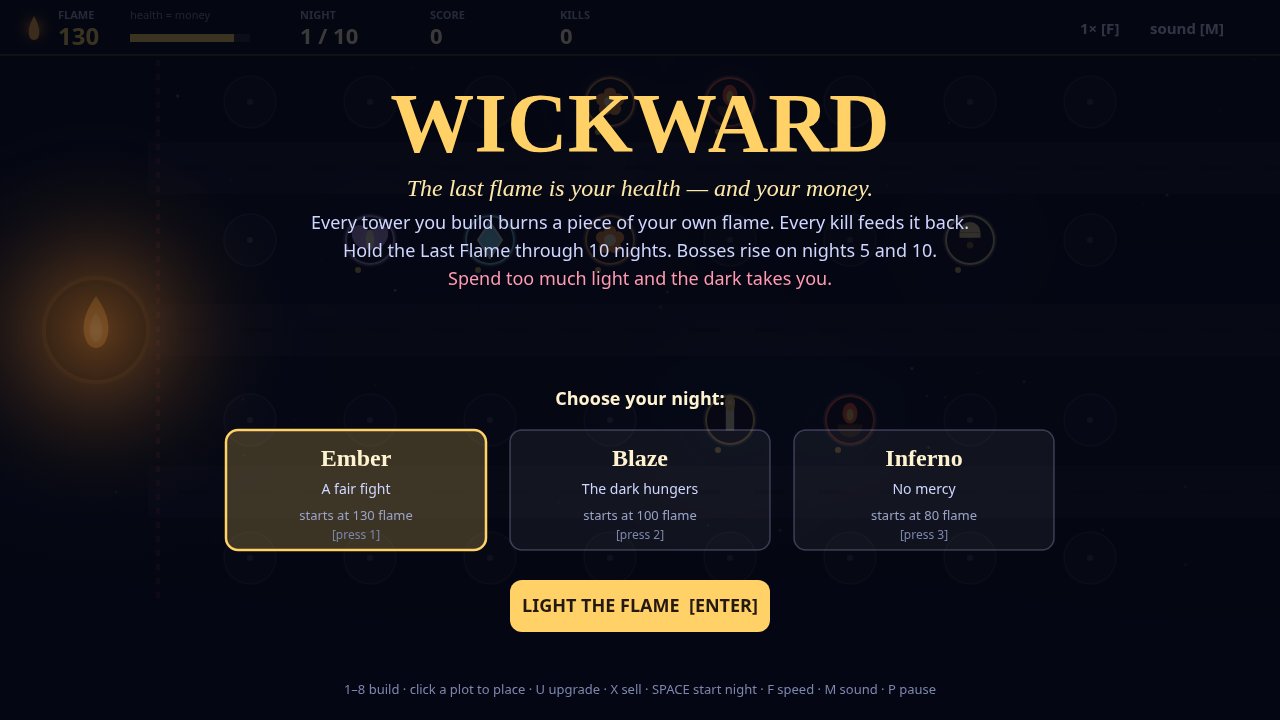 FLAME
130
health = money
NIGHT
1 / 10
SCORE
0
KILLS
0
1× [F]
sound [M]
WICKWARD
The last flame is your health — and your money.
Every tower you build burns a piece of your own flame. Every kill feeds it back.
Hold the Last Flame through 10 nights. Bosses rise on nights 5 and 10.
Spend too much light and the dark takes you.
Choose your night:
Ember
A fair fight
starts at 130 flame
[press 1]
Blaze
The dark hungers
starts at 100 flame
[press 2]
Inferno
No mercy
starts at 80 flame
[press 3]
LIGHT THE FLAME [ENTER]
1–8 build · click a plot to place · U upgrade · X sell · SPACE start night · F speed · M sound · P pause